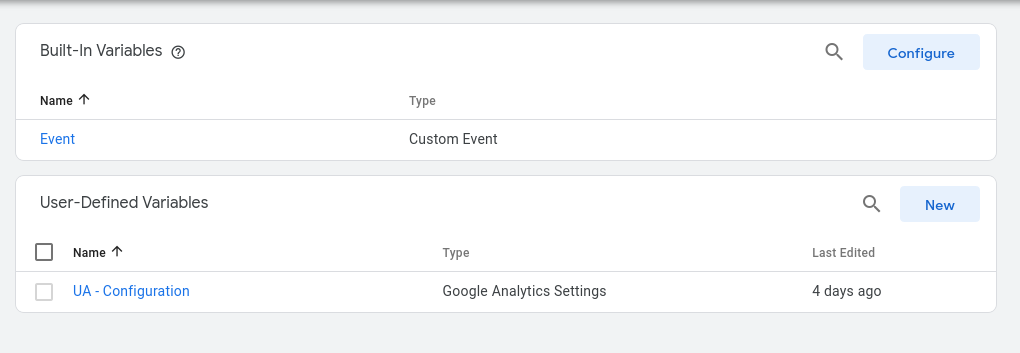 Built-In Variables
Configure
Name Type
Event Custom Event
User-Defined Variables
New
Name Type Last Edited
UA - Configuration Google Analytics Settings 4 days ago